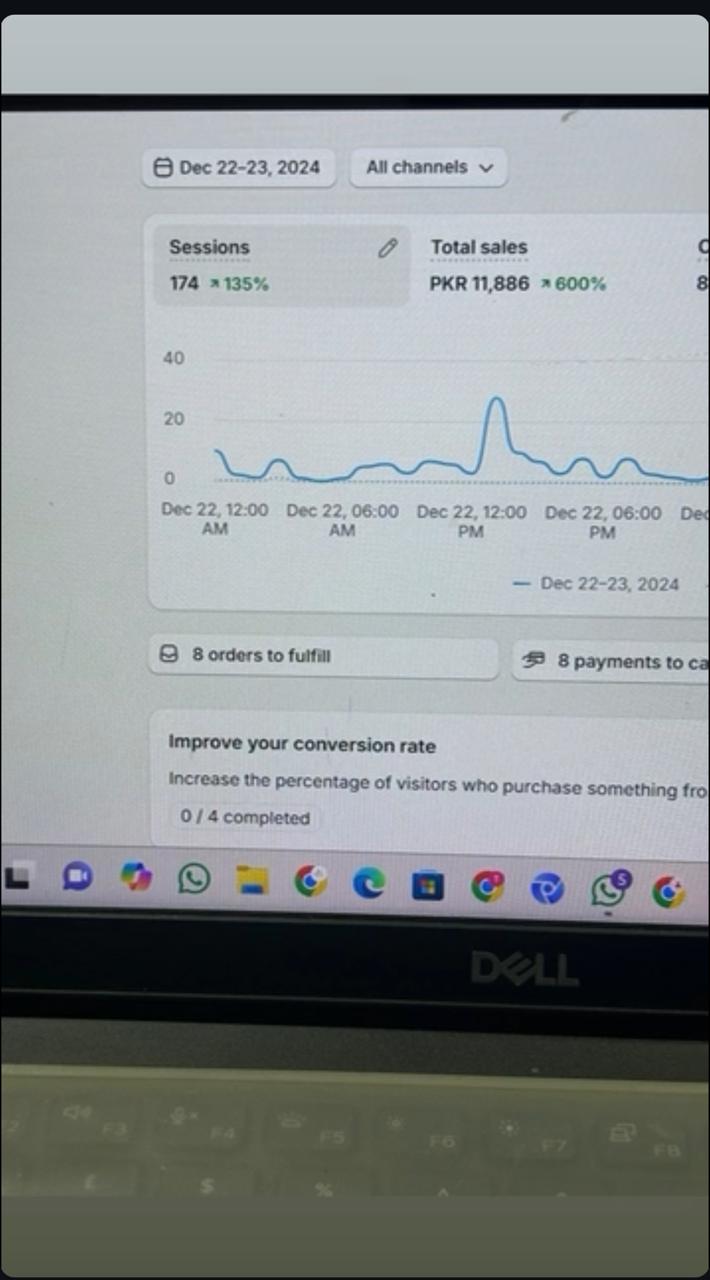 Dec 22-23, 2024 All channels
Sessions Total sales
174 135% PKR 11,886 600% 8
40
20
0
Dec 22, 12:00 AM
Dec 22, 06:00 AM
Dec 22, 12:00 PM
Dec 22, 06:00 PM
Dec
Dec 22-23, 2024
8 orders to fulfill 8 payments to ca
Improve your conversion rate
Increase the percentage of visitors who purchase something fro
0 / 4 completed
5
DELL
F3 F4 F5 F6 F7 F8
£ $ % ^